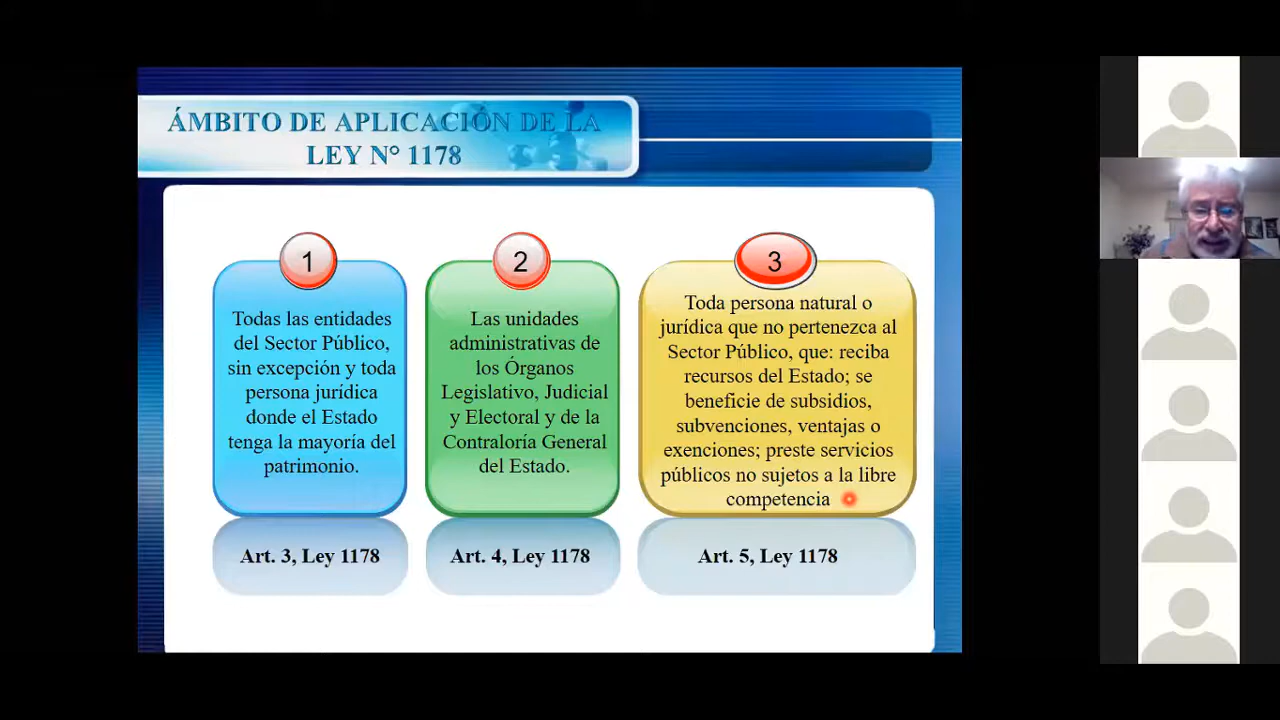 ÁMBITO DE APLICACIÓN DE LA
LEY N° 1178
1
Todas las entidades
del Sector Público,
sin excepción y toda
persona jurídica
donde el Estado
tenga la mayoría del
patrimonio.
Art. 3, Ley 1178
2
Las unidades
administrativas de
los Órganos
Legislativo, Judicial
y Electoral y de la
Contraloría General
del Estado.
Art. 4, Ley 1178
3
Toda persona natural o
jurídica que no pertenezca al
Sector Público, que: reciba
recursos del Estado; se
beneficie de subsidios,
subvenciones, ventajas o
exenciones; preste servicios
públicos no sujetos a la libre
competencia
Art. 5, Ley 1178